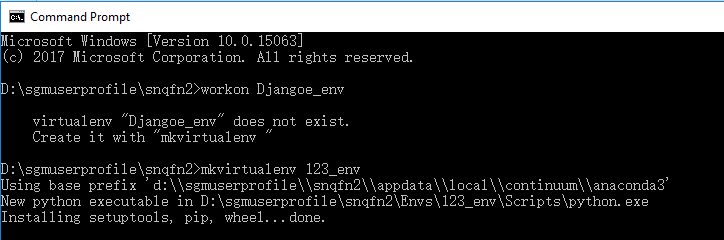 Command Prompt
Microsoft Windows [Version 10.0.15063]
(c) 2017 Microsoft Corporation. All rights reserved.
D:\sgmuserprofile\snqfn2>workon Djangoe_env
virtualenv "Djangoe_env" does not exist.
Create it with "mkvirtualenv "
D:\sgmuserprofile\snqfn2>mkvirtualenv 123_env
Using base prefix 'd:\\sgmuserprofile\\snqfn2\\appdata\\local\\continuum\\anaconda3'
New python executable in D:\sgmuserprofile\snqfn2\Envs\123_env\Scripts\python.exe
Installing setuptools, pip, wheel...done.